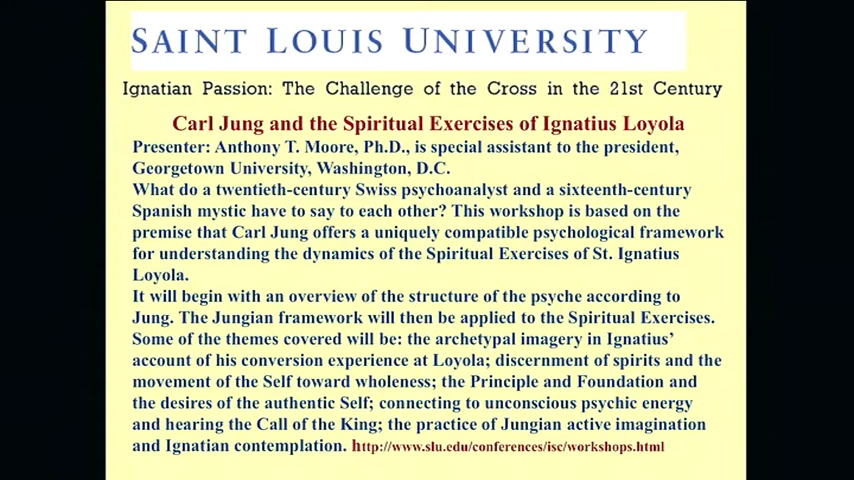 SAINT LOUIS UNIVERSITY
Ignatian Passion: The Challenge of the Cross in the 21st Century
Carl Jung and the Spiritual Exercises of Ignatius Loyola
Presenter: Anthony T. Moore, Ph.D., is special assistant to the president,
Georgetown University, Washington, D.C.
What do a twentieth-century Swiss psychoanalyst and a sixteenth-century
Spanish mystic have to say to each other? This workshop is based on the
premise that Carl Jung offers a uniquely compatible psychological framework
for understanding the dynamics of the Spiritual Exercises of St. Ignatius
Loyola.
It will begin with an overview of the structure of the psyche according to
Jung. The Jungian framework will then be applied to the Spiritual Exercises.
Some of the themes covered will be: the archetypal imagery in Ignatius’
account of his conversion experience at Loyola; discernment of spirits and the
movement of the Self toward wholeness; the Principle and Foundation and
the desires of the authentic Self; connecting to unconscious psychic energy
and hearing the Call of the King; the practice of Jungian active imagination
and Ignatian contemplation. http://www.slu.edu/conferences/isc/workshops.html